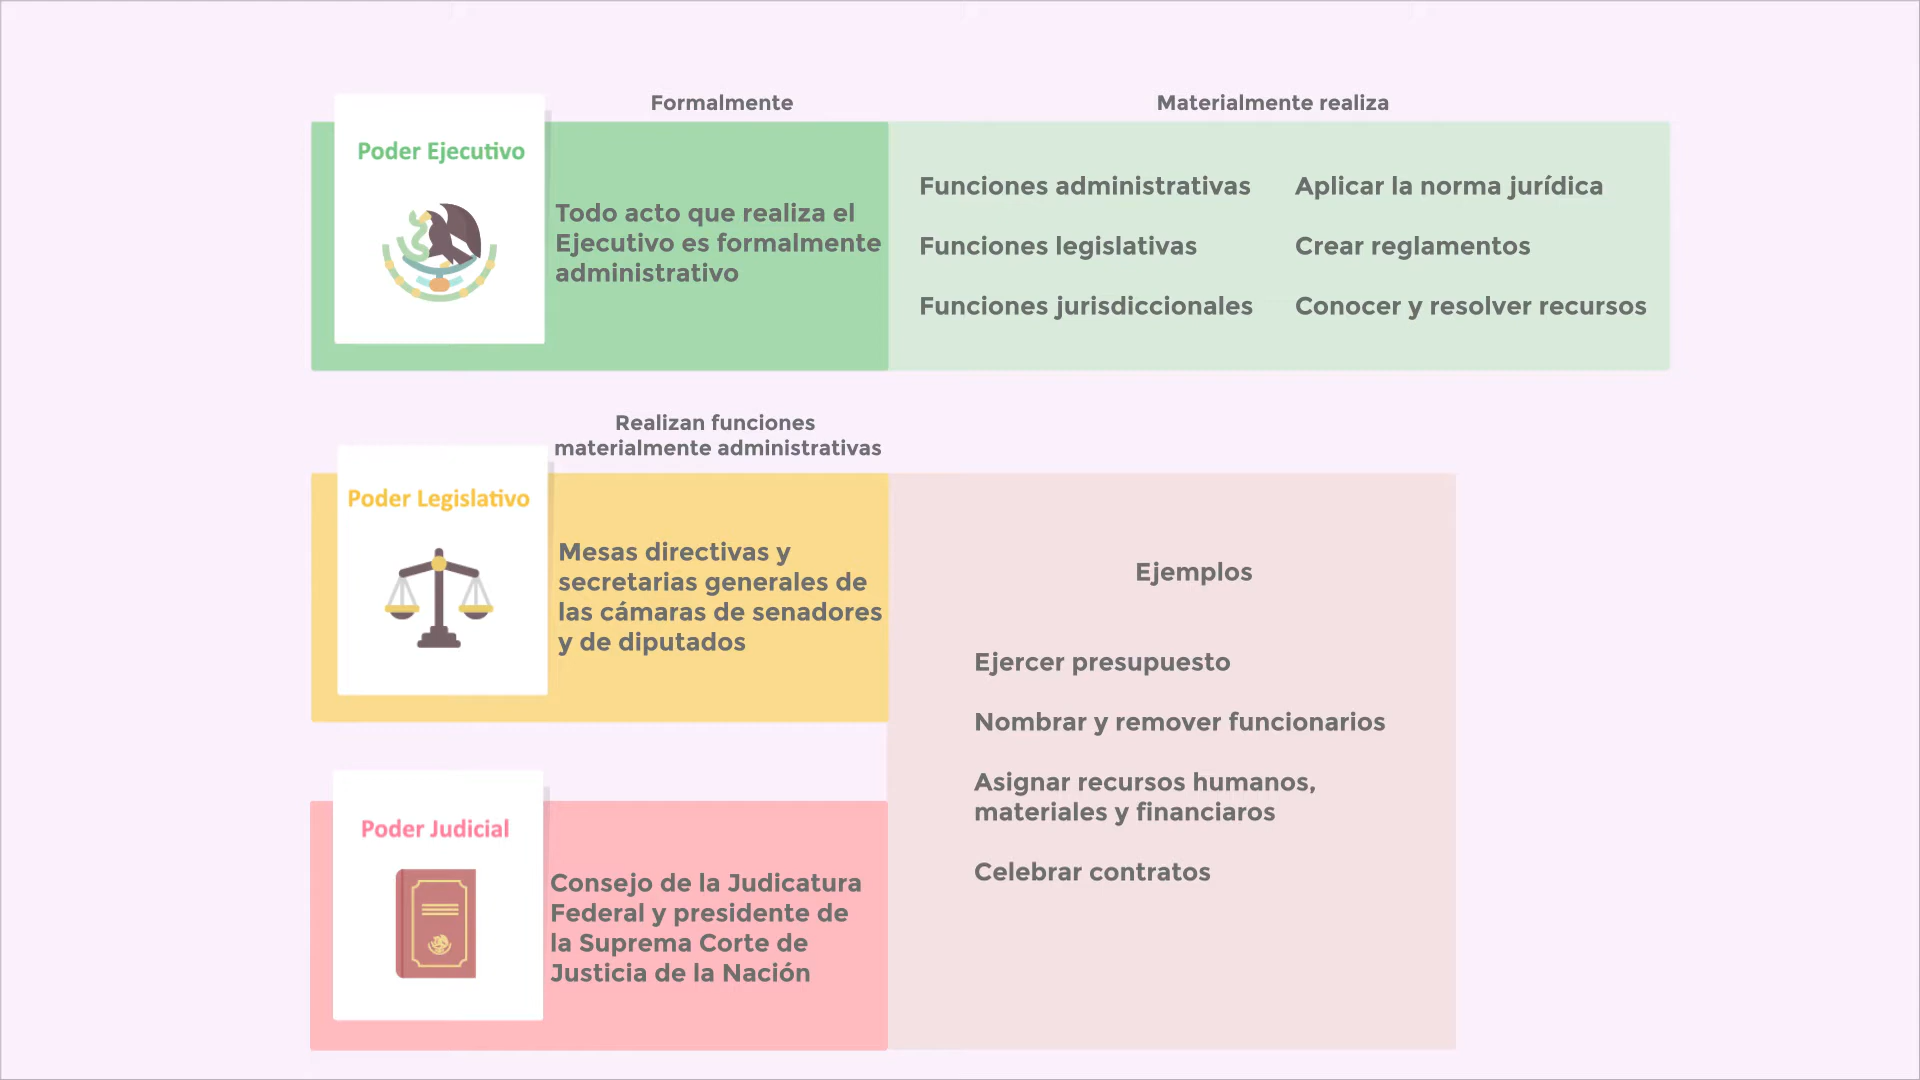 Formalmente
Materialmente realiza
Poder Ejecutivo
Todo acto que realiza el
Ejecutivo es formalmente
administrativo
Funciones administrativas
Aplicar la norma jurídica
Funciones legislativas
Crear reglamentos
Funciones jurisdiccionales
Conocer y resolver recursos
Realizan funciones
materialmente administrativas
Poder Legislativo
Mesas directivas y
secretarias generales de
las cámaras de senadores
y de diputados
Ejemplos
Ejercer presupuesto
Nombrar y remover funcionarios
Asignar recursos humanos,
materiales y financiaros
Celebrar contratos
Poder Judicial
Consejo de la Judicatura
Federal y presidente de
la Suprema Corte de
Justicia de la Nación